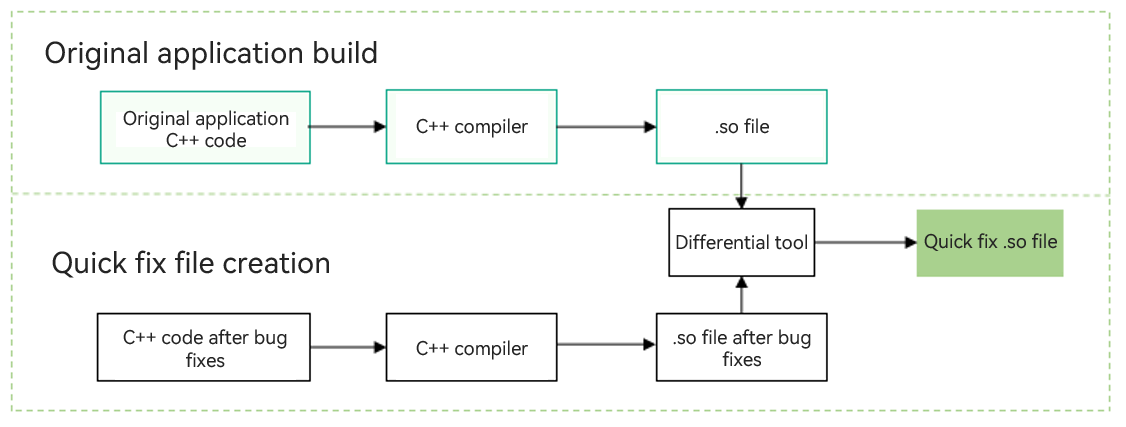 Original application build
Original application
C++ code
C++ compiler
.so file
Differential tool
Quick fix .so file
Quick fix file creation
C++ code after bug
fixes
C++ compiler
.so file after bug
fixes